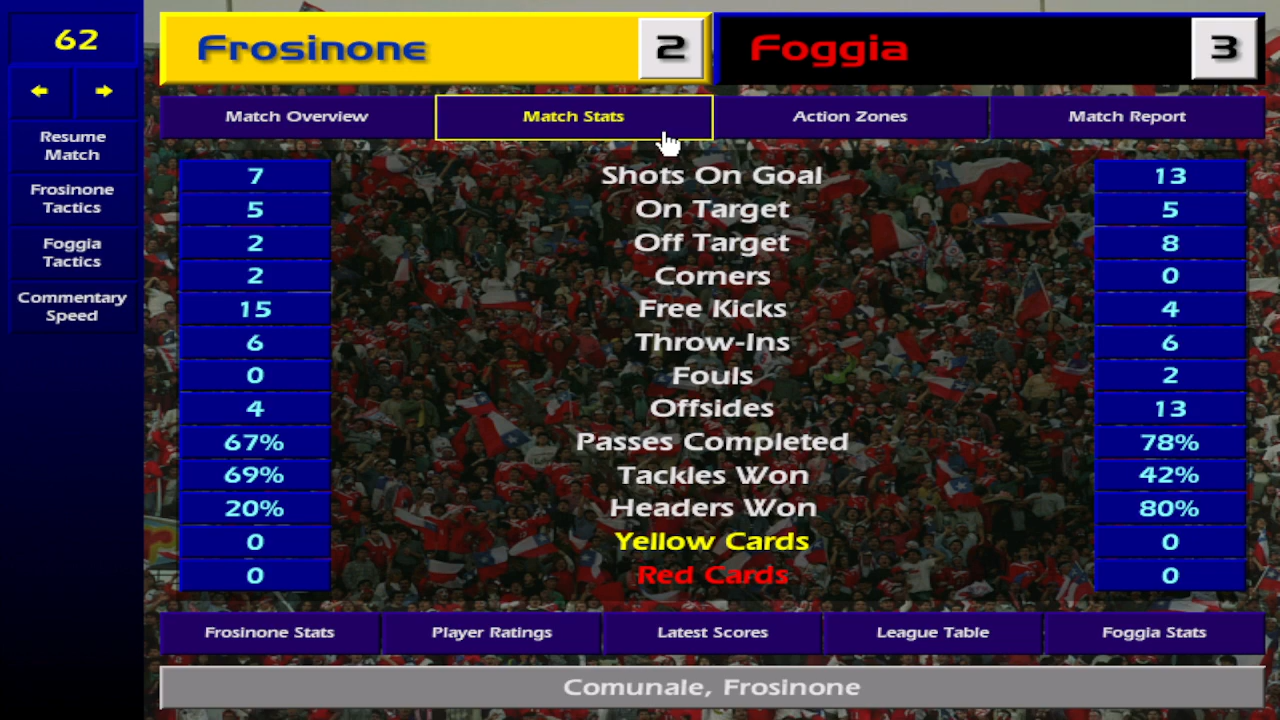 62
Frosinone 2 Foggia 3
Match Overview Match Stats Action Zones Match Report
Resume
Match
Frosinone
Tactics
Foggia
Tactics
Commentary
Speed
7 Shots On Goal 13
5 On Target 5
2 Off Target 8
2 Corners 0
15 Free Kicks 4
6 Throw-Ins 6
0 Fouls 2
4 Offsides 13
67% Passes Completed 78%
69% Tackles Won 42%
20% Headers Won 80%
0 Yellow Cards 0
0 Red Cards 0
Frosinone Stats Player Ratings Latest Scores League Table Foggia Stats
Comunale, Frosinone